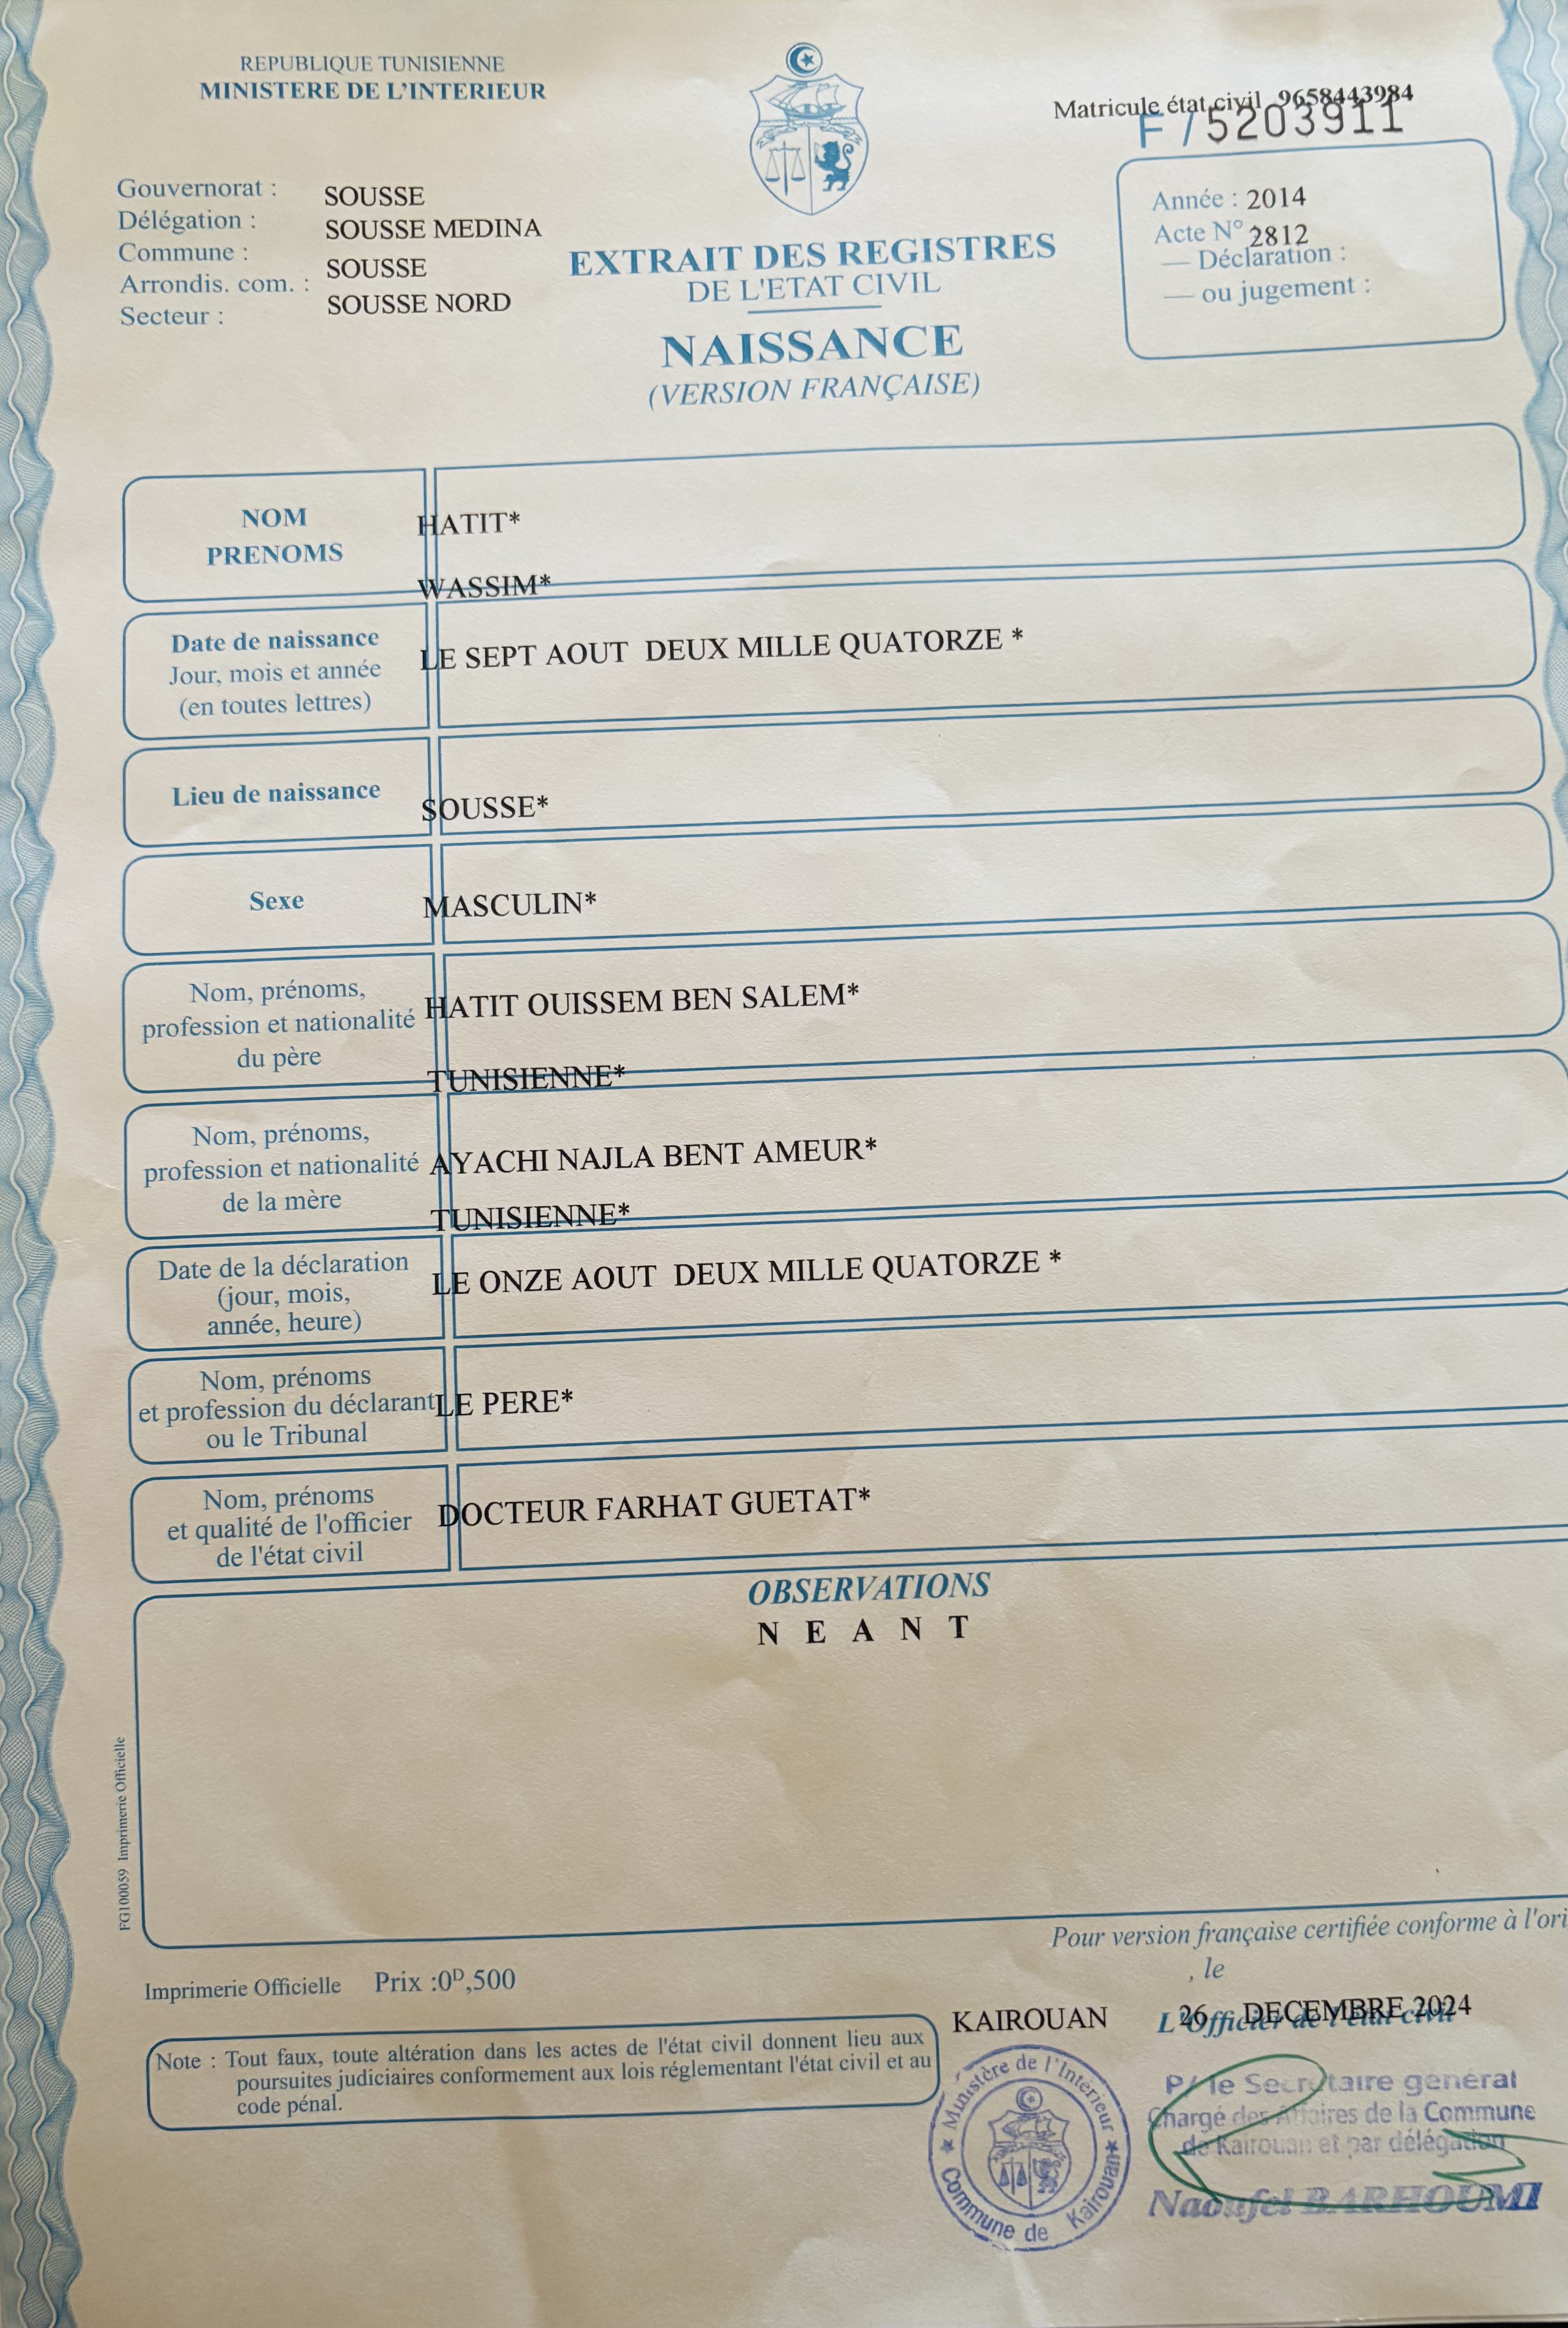 REPUBLIQUE TUNISIENNE
MINISTERE DE L'INTERIEUR
Matricule état civil 9658443984
F / 5203911
Gouvernorat : SOUSSE
Délégation : SOUSSE MEDINA
Commune : SOUSSE
Arrondis. com. : SOUSSE NORD
Secteur :
EXTRAIT DES REGISTRES
DE L'ETAT CIVIL
NAISSANCE
(VERSION FRANÇAISE)
Année : 2014
Acte N° 2812
— Déclaration :
— ou jugement :
NOM
PRENOMS
HATIT*
WASSIM*
Date de naissance
Jour, mois et année
(en toutes lettres)
LE SEPT AOUT DEUX MILLE QUATORZE *
Lieu de naissance
SOUSSE*
Sexe
MASCULIN*
Nom, prénoms,
profession et nationalité
du père
HATIT OUISSEM BEN SALEM*
TUNISIENNE*
Nom, prénoms,
profession et nationalité
de la mère
AYACHI NAJLA BENT AMEUR*
TUNISIENNE*
Date de la déclaration
(jour, mois,
année, heure)
LE ONZE AOUT DEUX MILLE QUATORZE *
Nom, prénoms
et profession du déclarant
ou le Tribunal
LE PERE*
Nom, prénoms
et qualité de l'officier
de l'état civil
DOCTEUR FARHAT GUETAT*
OBSERVATIONS
N E A N T
FG100059 Imprimerie Officielle
Pour version française certifiée conforme à l'ori
, le
Imprimerie Officielle Prix :0ᴰ,500
KAIROUAN 26 DECEMBRE 2024
L'Officier de l'état civil
Note : Tout faux, toute altération dans les actes de l'état civil donnent lieu aux
poursuites judiciaires conformement aux lois réglementant l'état civil et au
code pénal.
Ministère de l'Intérieur
Commune de Kairouan
P/ le Secrétaire général
Chargé des Affaires de la Commune
de Kairouan et par délégation
Naoufel BARHOUMI